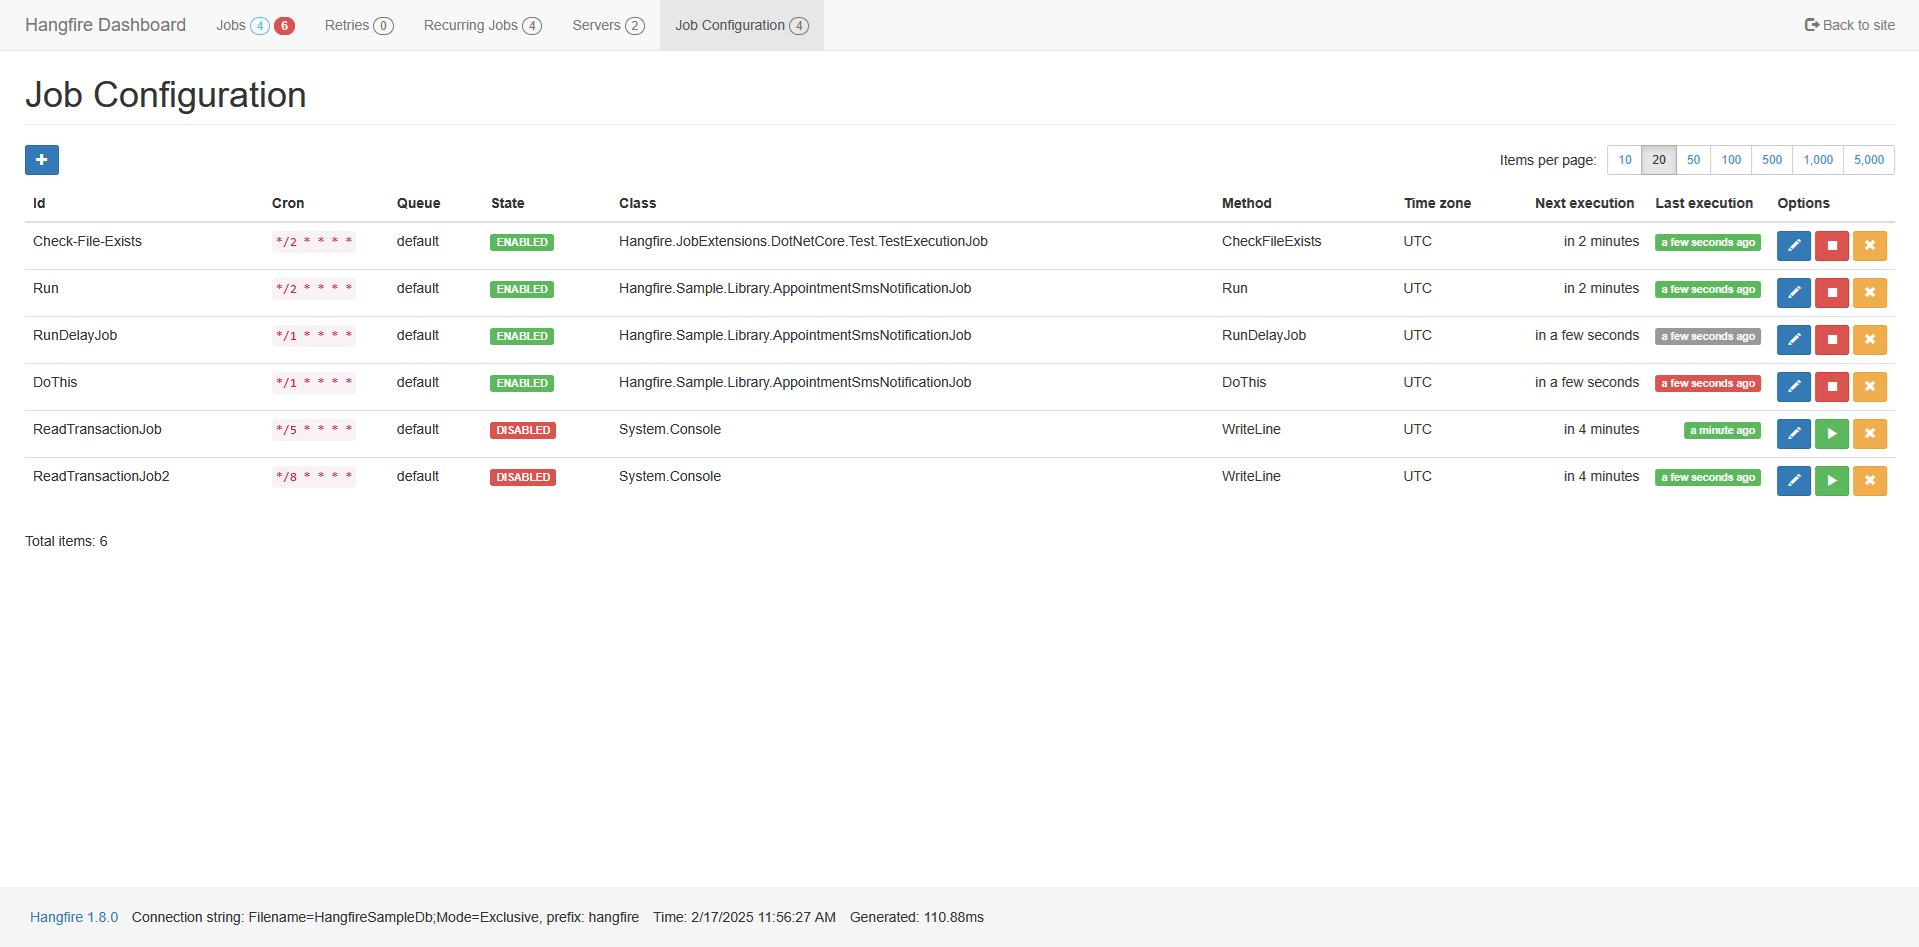 Hangfire Dashboard Jobs 4 6 Retries 0 Recurring Jobs 4 Servers 2 Job Configuration 4 Back to site
Job Configuration
Items per page: 10 20 50 100 500 1,000 5,000
Id Cron Queue State Class Method Time zone Next execution Last execution Options
Check-File-Exists */2 * * * * default ENABLED Hangfire.JobExtensions.DotNetCore.Test.TestExecutionJob CheckFileExists UTC in 2 minutes a few seconds ago
Run */2 * * * * default ENABLED Hangfire.Sample.Library.AppointmentSmsNotificationJob Run UTC in 2 minutes a few seconds ago
RunDelayJob */1 * * * * default ENABLED Hangfire.Sample.Library.AppointmentSmsNotificationJob RunDelayJob UTC in a few seconds a few seconds ago
DoThis */1 * * * * default ENABLED Hangfire.Sample.Library.AppointmentSmsNotificationJob DoThis UTC in a few seconds a few seconds ago
ReadTransactionJob */5 * * * * default DISABLED System.Console WriteLine UTC in 4 minutes a minute ago
ReadTransactionJob2 */8 * * * * default DISABLED System.Console WriteLine UTC in 4 minutes a few seconds ago
Total items: 6
Hangfire 1.8.0 Connection string: Filename=HangfireSampleDb;Mode=Exclusive, prefix: hangfire Time: 2/17/2025 11:56:27 AM Generated: 110.88ms